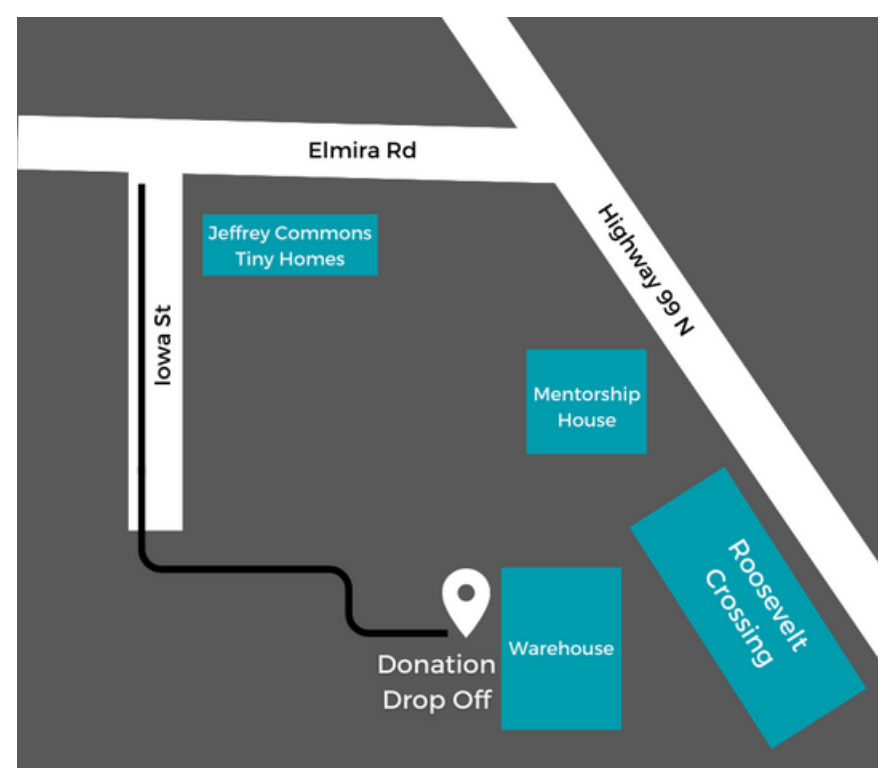 Elmira Rd
Jeffrey Commons
Tiny Homes
Highway 99 N
Iowa St
Mentorship
House
Roosevelt
Crossing
Warehouse
Donation
Drop Off